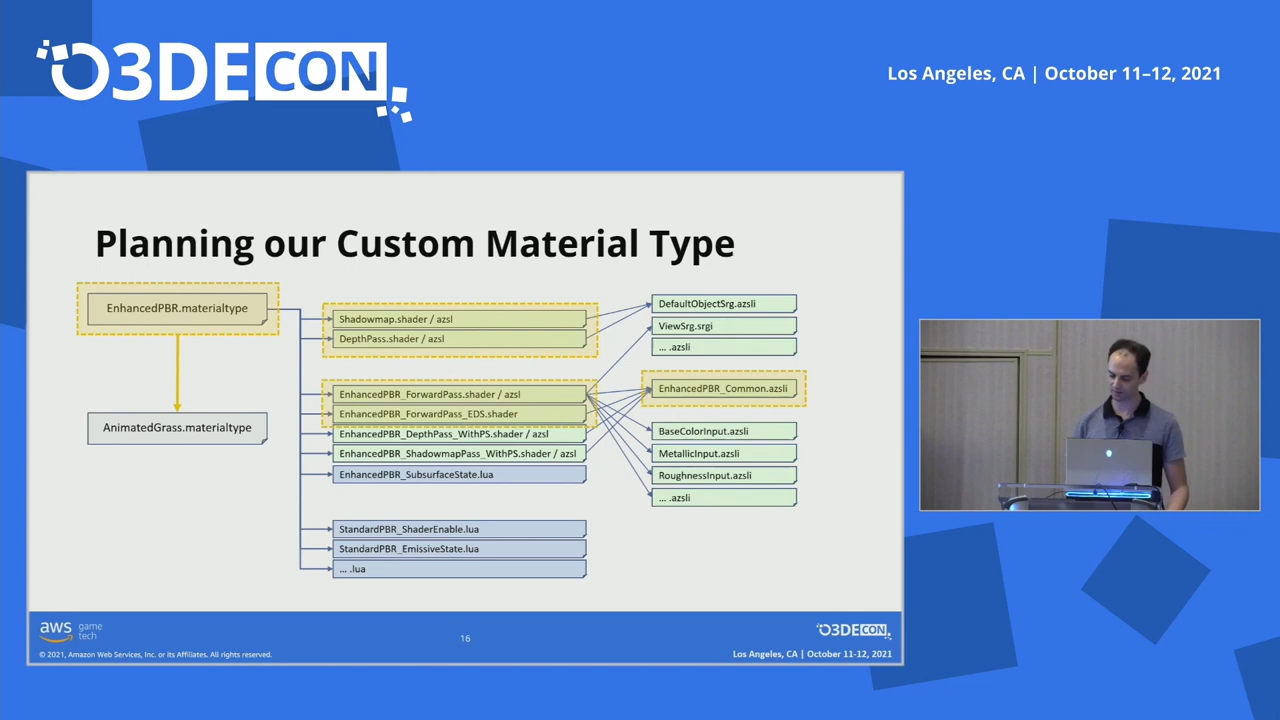 O3DECON
Los Angeles, CA | October 11–12, 2021
Planning our Custom Material Type
EnhancedPBR.materialtype
AnimatedGrass.materialtype
Shadowmap.shader / azsl
DepthPass.shader / azsl
EnhancedPBR_ForwardPass.shader / azsl
EnhancedPBR_ForwardPass_EDS.shader
EnhancedPBR_DepthPass_WithPS.shader / azsl
EnhancedPBR_ShadowmapPass_WithPS.shader / azsl
EnhancedPBR_SubsurfaceState.lua
StandardPBR_ShaderEnable.lua
StandardPBR_EmissiveState.lua
... .lua
DefaultObjectSrg.azsli
ViewSrg.srgi
... .azsli
EnhancedPBR_Common.azsli
BaseColorInput.azsli
MetallicInput.azsli
RoughnessInput.azsli
... .azsli
aws game tech
© 2021, Amazon Web Services, Inc. or its Affiliates. All rights reserved.
16
O3DECON
Los Angeles, CA | October 11-12, 2021